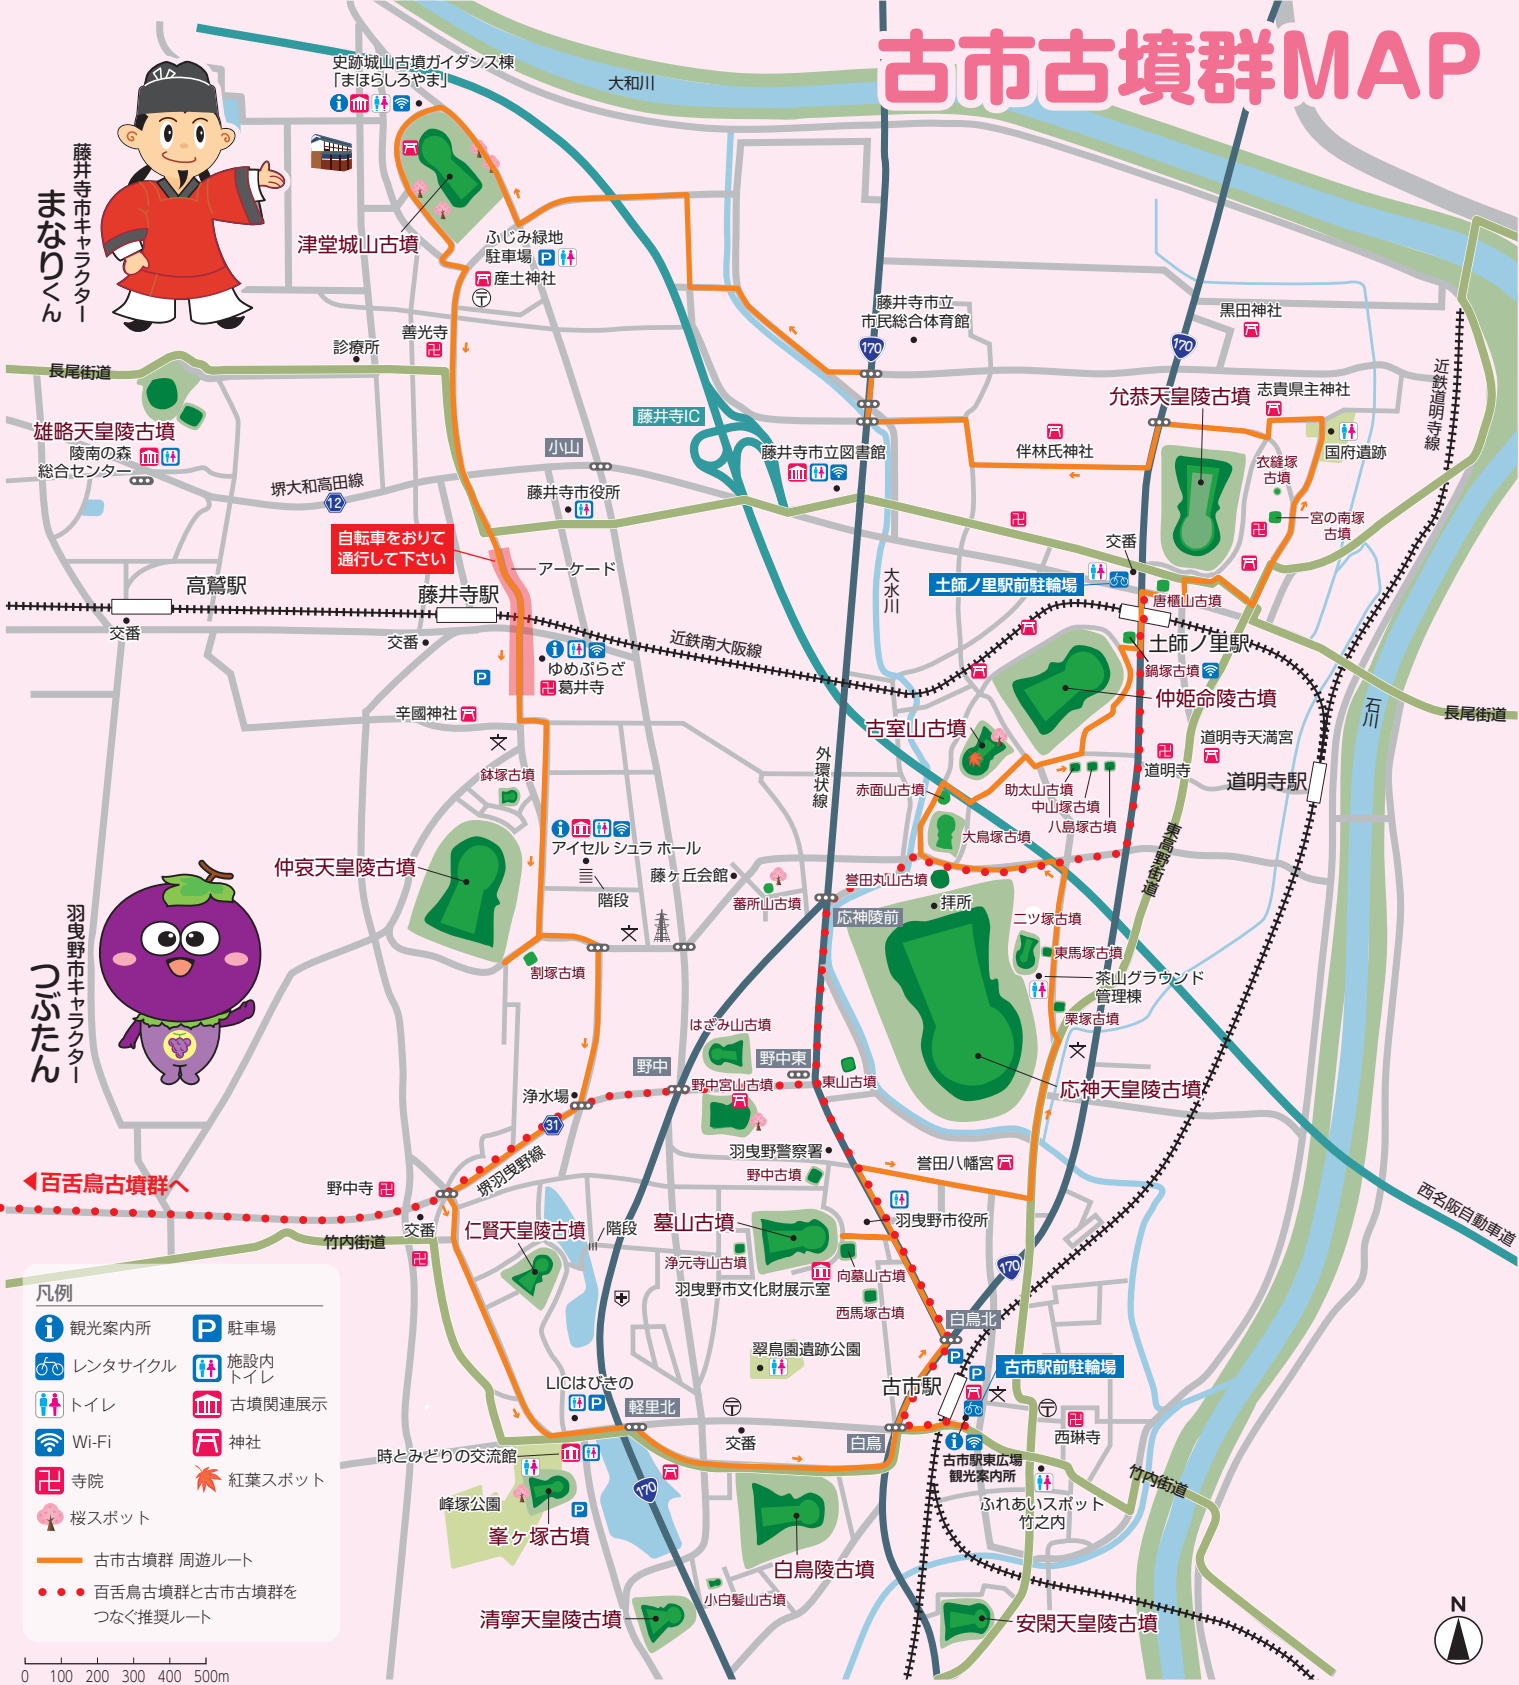 古市古墳群MAP
史跡城山古墳ガイダンス棟
「まほらしろやま」
大和川
藤井寺市キャラクター
まなりくん
津堂城山古墳
ふじみ緑地
駐車場
産土神社
善光寺
診療所
長尾街道
藤井寺市立
市民総合体育館
170
170
黒田神社
近鉄道明寺線
雄略天皇陵古墳
陵南の森
総合センター
堺大和高田線
12
小山
藤井寺IC
藤井寺市立図書館
藤井寺市役所
允恭天皇陵古墳
志貴県主神社
伴林氏神社
国府遺跡
衣縫塚
古墳
宮の南塚
古墳
自転車をおりて
通行して下さい
アーケード
交番
土師ノ里駅前駐輪場
唐櫃山古墳
高鷲駅
交番
藤井寺駅
交番
大水川
近鉄南大阪線
土師ノ里駅
鍋塚古墳
ゆめぷらざ
葛井寺
辛國神社
仲姫命陵古墳
古室山古墳
石川
長尾街道
外環状線
道明寺天満宮
道明寺
道明寺駅
鉢塚古墳
赤面山古墳
助太山古墳
中山塚古墳
八島塚古墳
大鳥塚古墳
東高野街道
アイセル シュラ ホール
階段
仲哀天皇陵古墳
藤ヶ丘会館
蕃所山古墳
誉田丸山古墳
拝所
応神陵前
二ツ塚古墳
東馬塚古墳
茶山グラウンド
管理棟
栗塚古墳
羽曳野市キャラクター
つぶたん
割塚古墳
はざみ山古墳
野中
野中東
野中宮山古墳
東山古墳
応神天皇陵古墳
浄水場
31
堺羽曳野線
羽曳野警察署
野中古墳
誉田八幡宮
百舌鳥古墳群へ
野中寺
交番
竹内街道
仁賢天皇陵古墳
階段
墓山古墳
羽曳野市役所
浄元寺山古墳
向墓山古墳
羽曳野市文化財展示室
西馬塚古墳
170
西名阪自動車道
白鳥北
翠鳥園遺跡公園
古市駅前駐輪場
古市駅
LICはびきの
軽里北
交番
白鳥
西琳寺
時とみどりの交流館
古市駅東広場
観光案内所
竹内街道
峰塚公園
170
ふれあいスポット
竹之内
峯ヶ塚古墳
白鳥陵古墳
小白髪山古墳
清寧天皇陵古墳
安閑天皇陵古墳
凡例
観光案内所
P 駐車場
レンタサイクル
施設内
トイレ
トイレ
古墳関連展示
Wi-Fi
神社
寺院
紅葉スポット
桜スポット
古市古墳群 周遊ルート
百舌鳥古墳群と古市古墳群を
つなぐ推奨ルート
0 100 200 300 400 500m
N